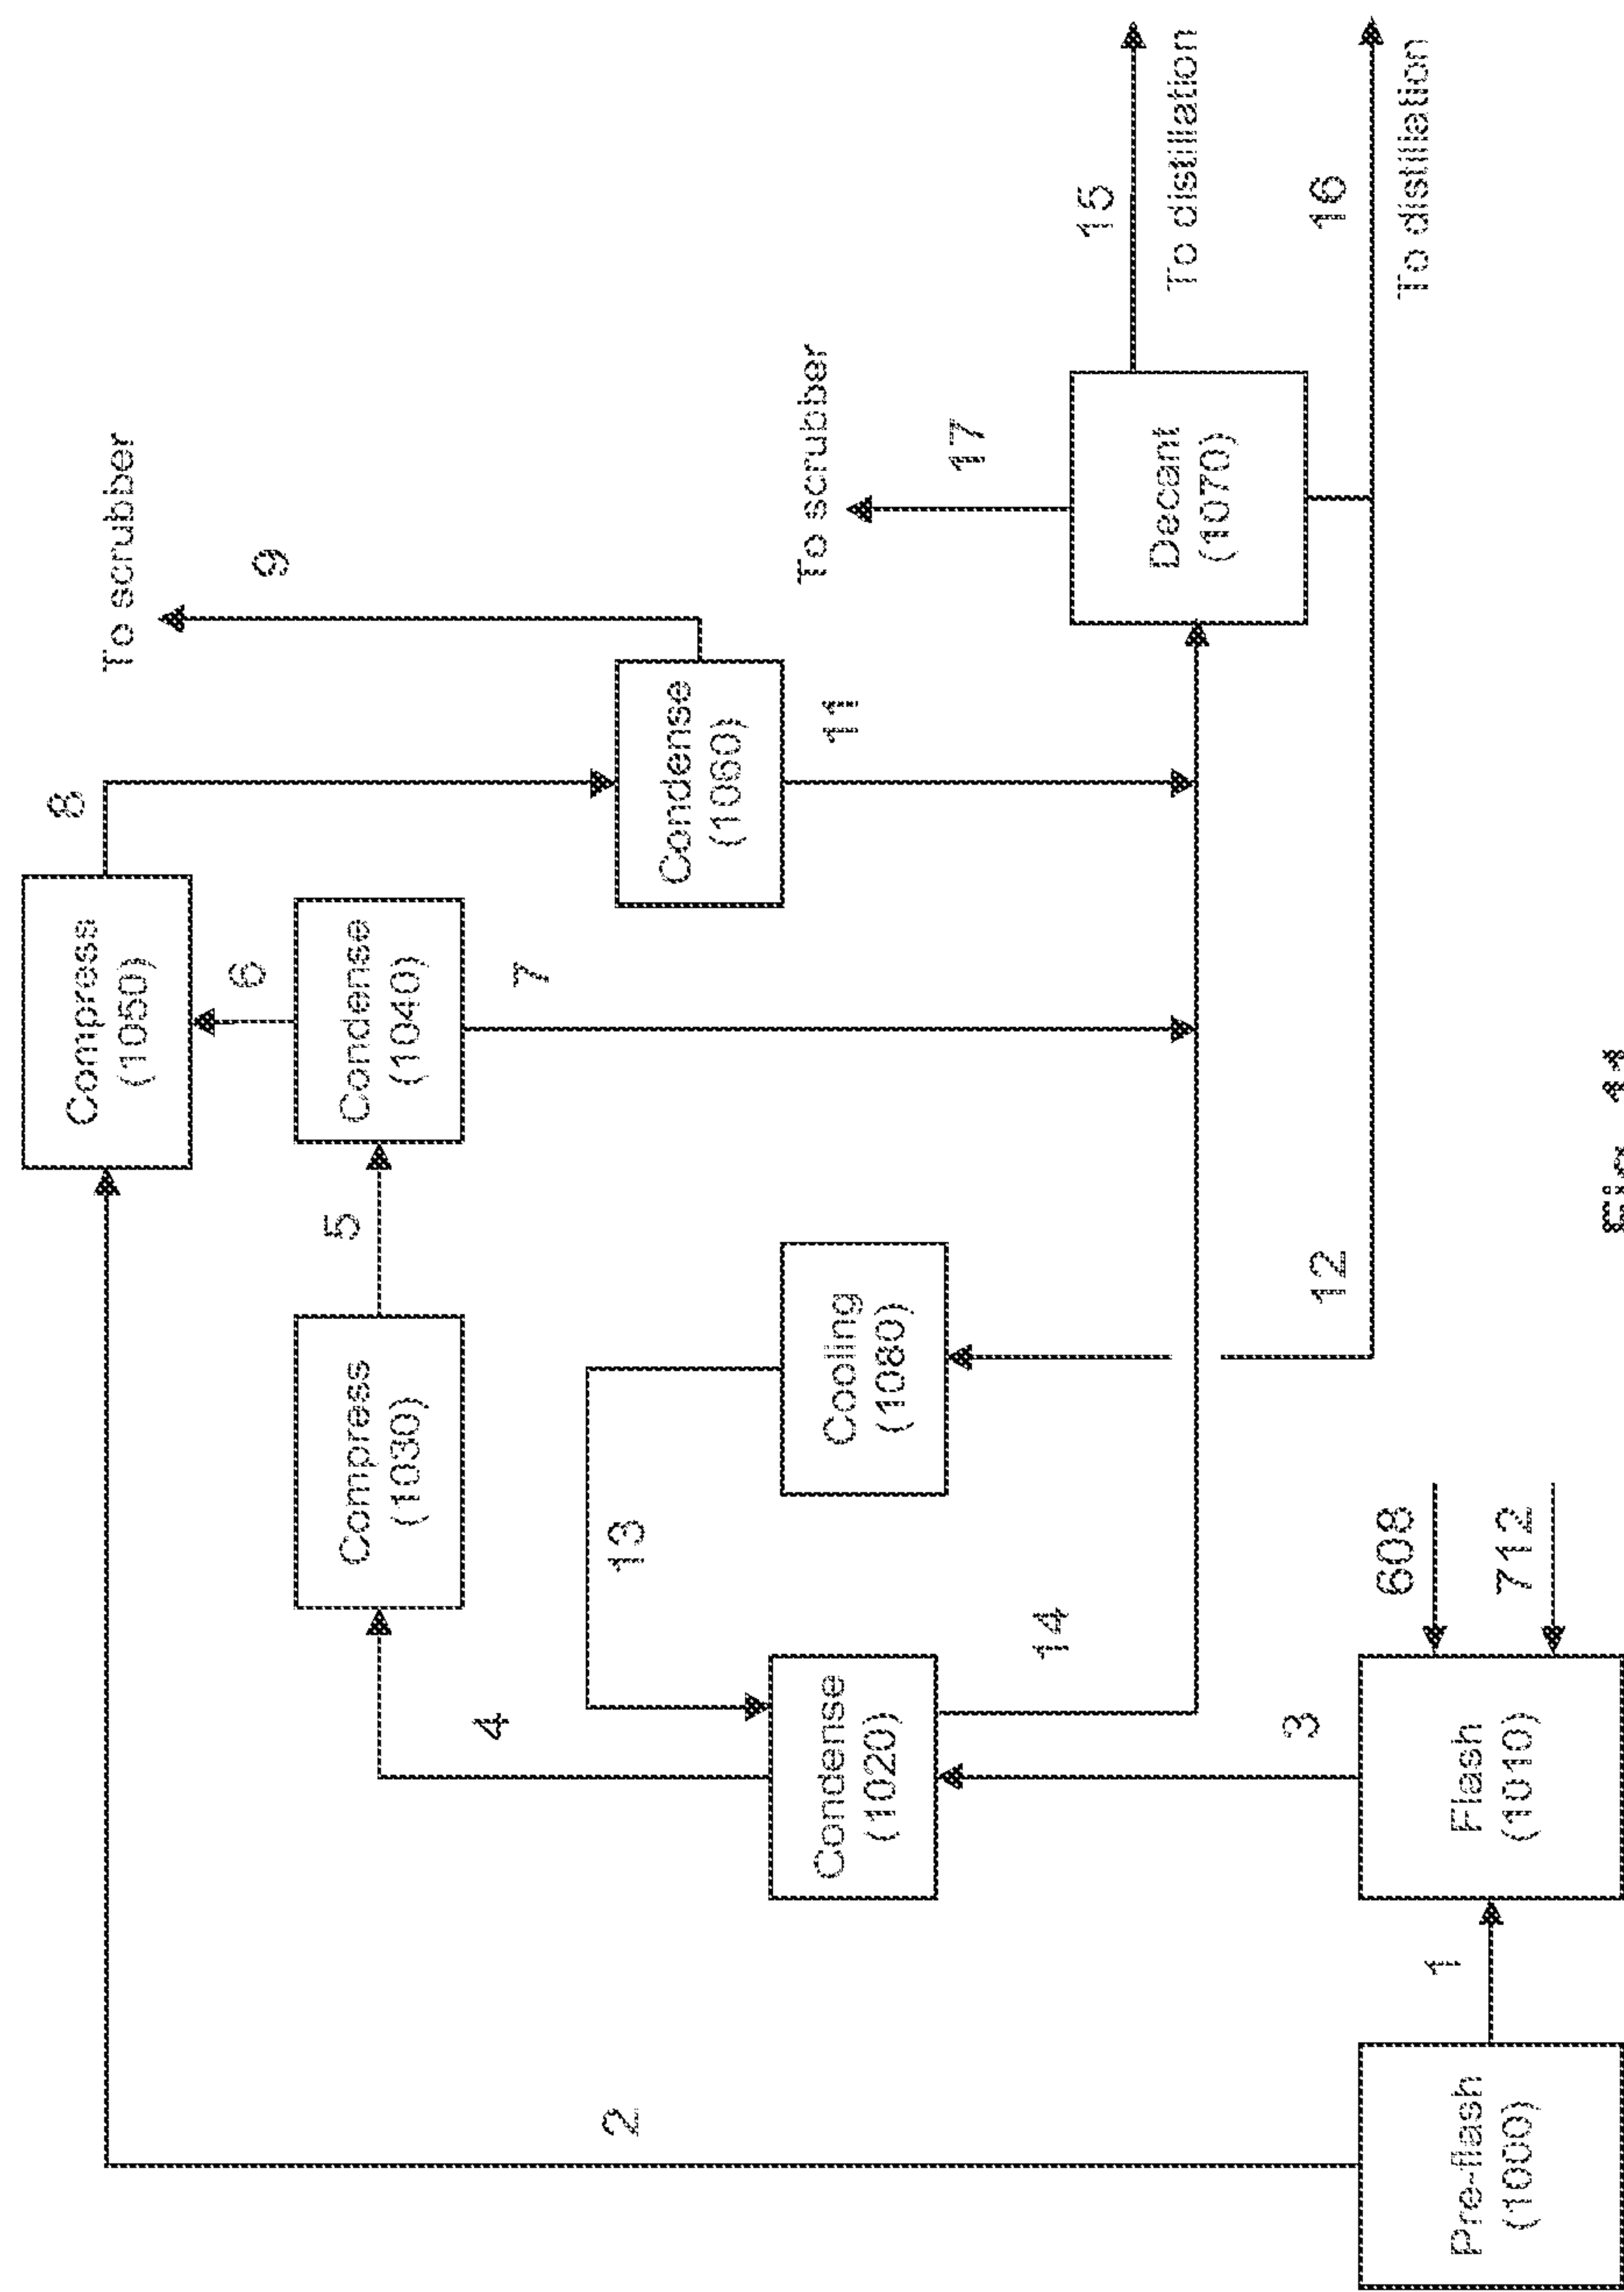 To scrubber
8
9
Compress
(1050)
6
Condense
(1040)
5
Compress
(1030)
7
Condense
(1060)
11
To scrubber
17
2
4
13
Cooling
(1080)
Condense
(1020)
14
15
To distillation
Decant
(1070)
16
To distillation
12
3
608
712
Pre-flash
(1000)
1
Flash
(1010)
Fig. 11